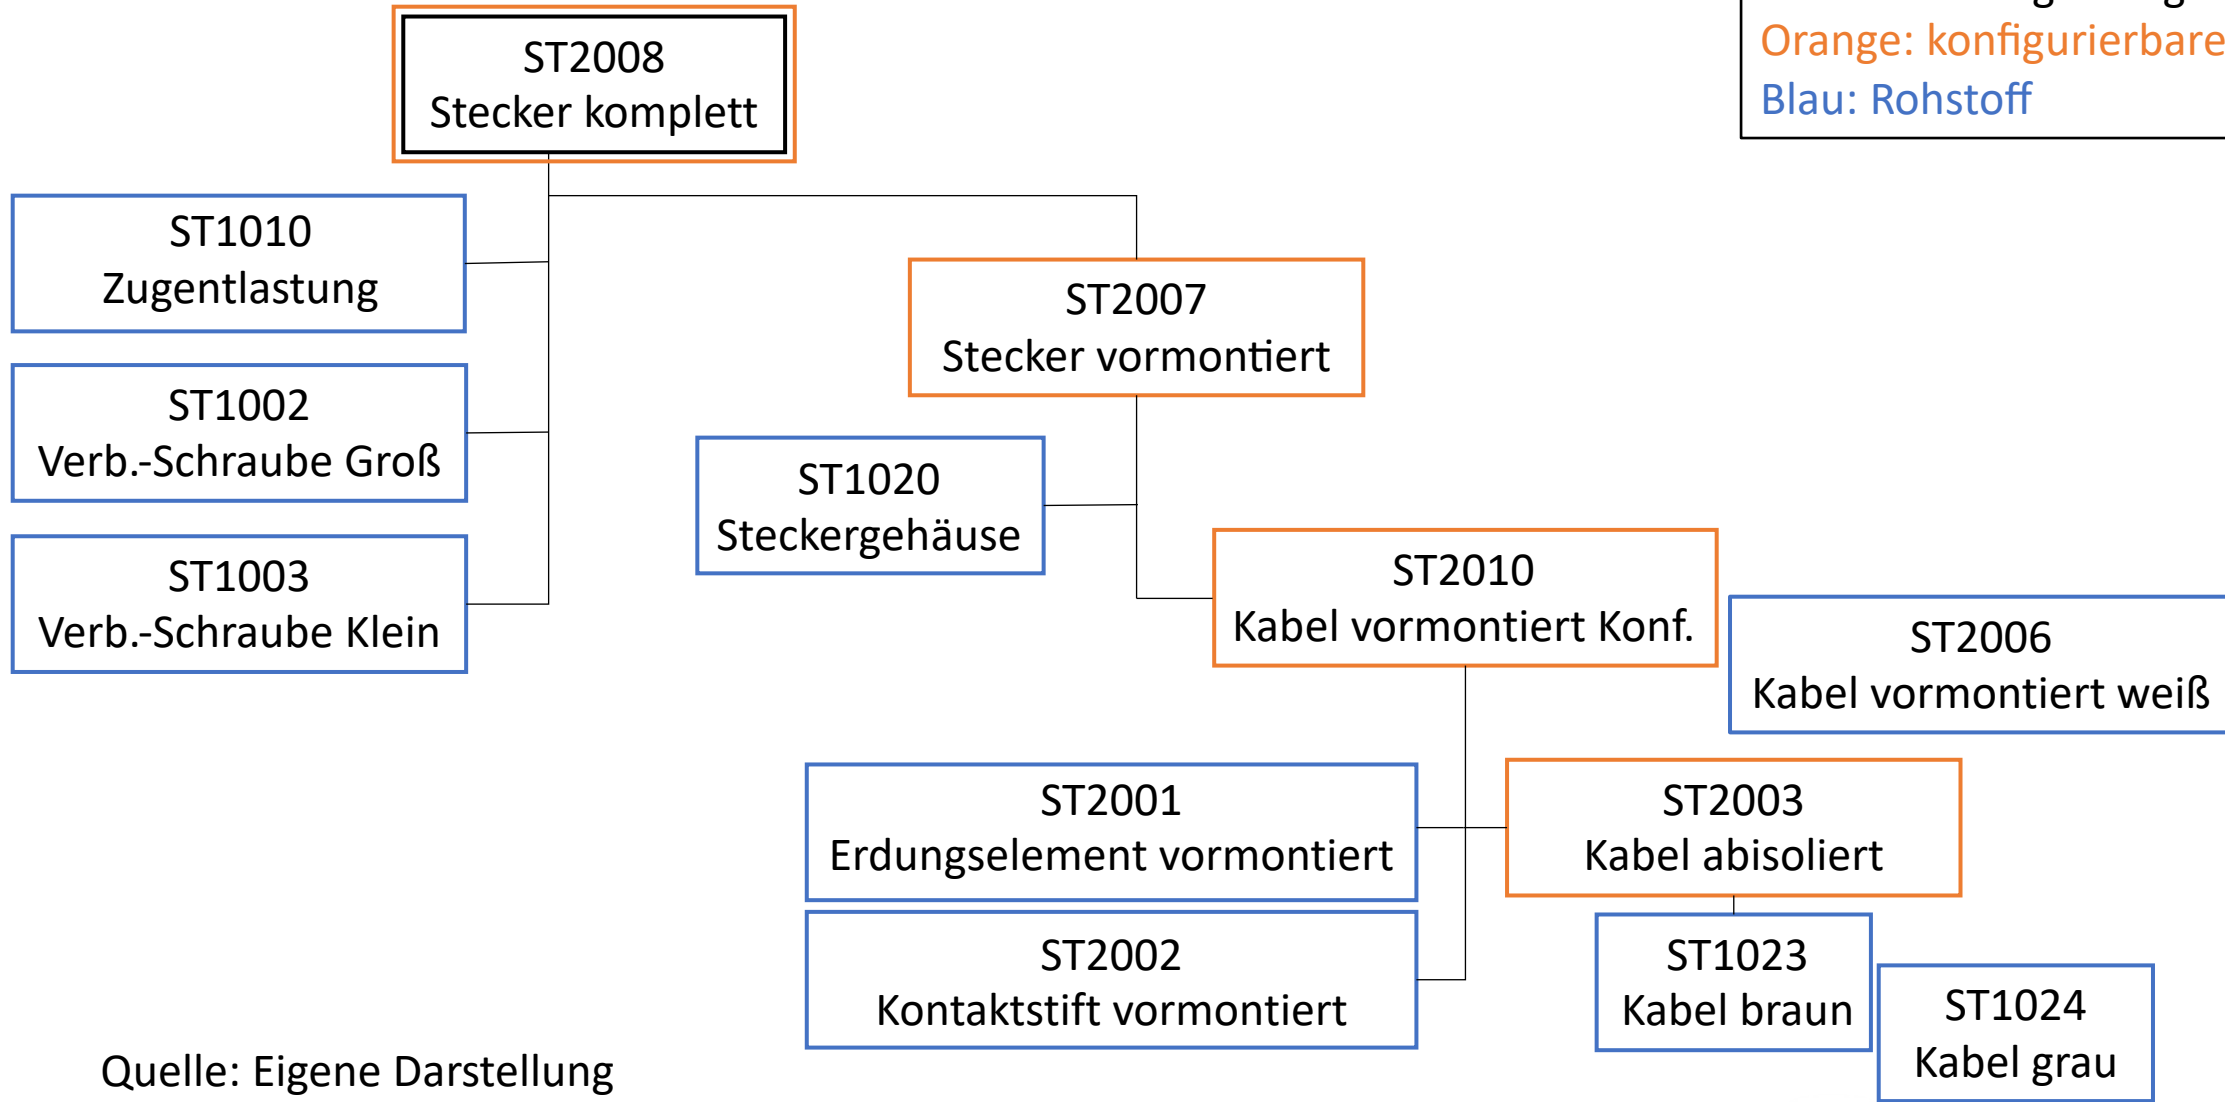 Orange: konfigurierbare
Blau: Rohstoff
ST2008
Stecker komplett
ST1010
Zugentlastung
ST2007
Stecker vormontiert
ST1002
Verb.-Schraube Groß
ST1020
Steckergehäuse
ST1003
Verb.-Schraube Klein
ST2010
Kabel vormontiert Konf.
ST2006
Kabel vormontiert weiß
ST2001
Erdungselement vormontiert
ST2003
Kabel abisoliert
ST2002
Kontaktstift vormontiert
ST1023
Kabel braun
ST1024
Kabel grau
Quelle: Eigene Darstellung